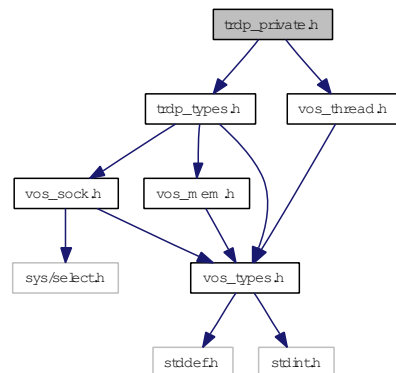 trdp_private.h
trdp_types.h
vos_thread.h
vos_sock.h
vos_mem.h
sys/select.h
vos_types.h
stddef.h
stdint.h